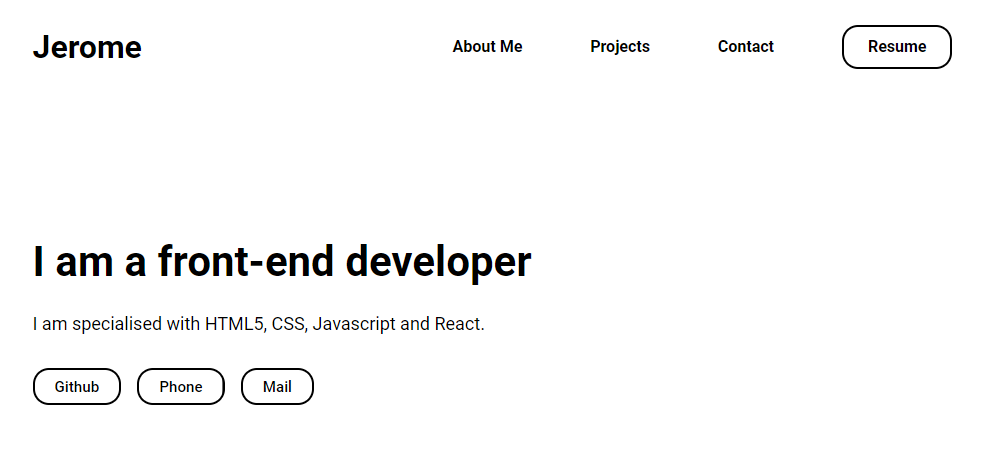 Jerome About Me Projects Contact Resume
I am a front-end developer
I am specialised with HTML5, CSS, Javascript and React.
Github Phone Mail